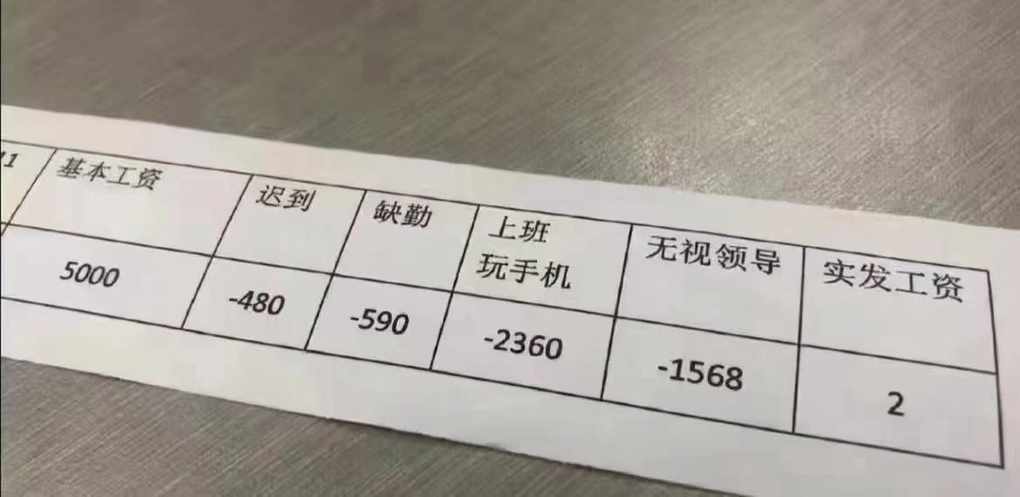 11
基本工资
迟到
缺勤
上班
玩手机
无视领导
实发工资
5000
-480
-590
-2360
-1568
2